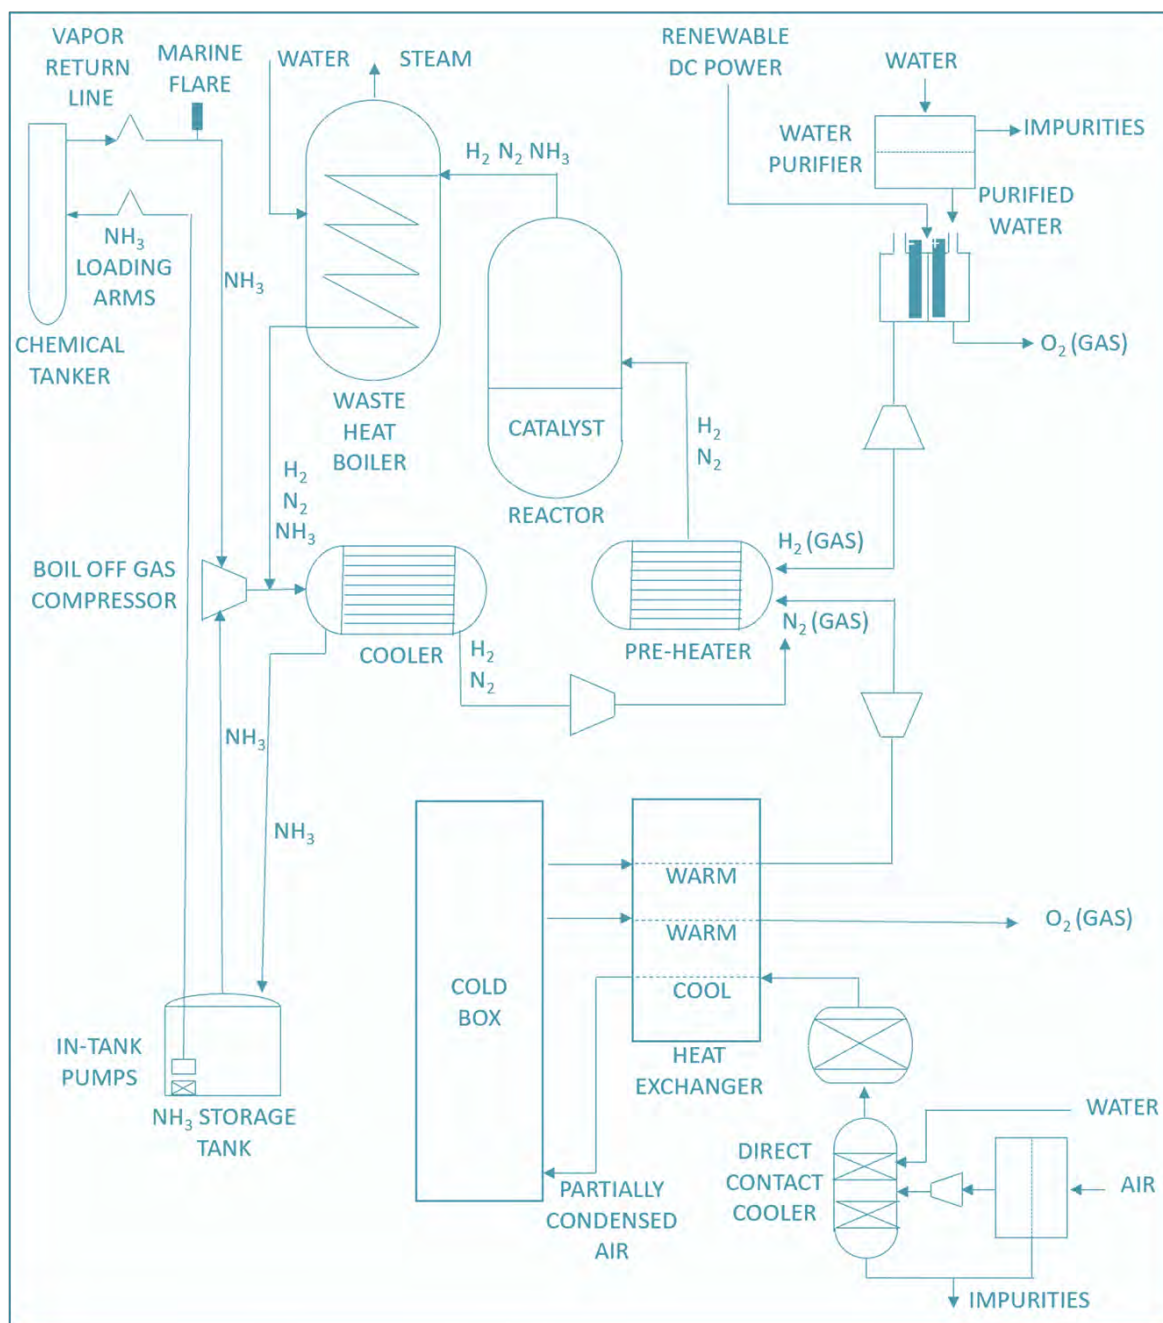 VAPOR
RETURN
LINE
MARINE
FLARE
WATER
STEAM
RENEWABLE
DC POWER
WATER
WATER
PURIFIER
IMPURITIES
PURIFIED
WATER
H₂ N₂ NH₃
NH₃
LOADING
ARMS
NH₃
- +
O₂ (GAS)
CHEMICAL
TANKER
WASTE
HEAT
BOILER
CATALYST
REACTOR
H₂
N₂
H₂
N₂
NH₃
H₂ (GAS)
N₂ (GAS)
BOIL OFF GAS
COMPRESSOR
COOLER
PRE-HEATER
H₂
N₂
NH₃
NH₃
WARM
WARM
O₂ (GAS)
COLD
BOX
COOL
HEAT
EXCHANGER
IN-TANK
PUMPS
NH₃ STORAGE
TANK
WATER
DIRECT
CONTACT
COOLER
AIR
PARTIALLY
CONDENSED
AIR
IMPURITIES